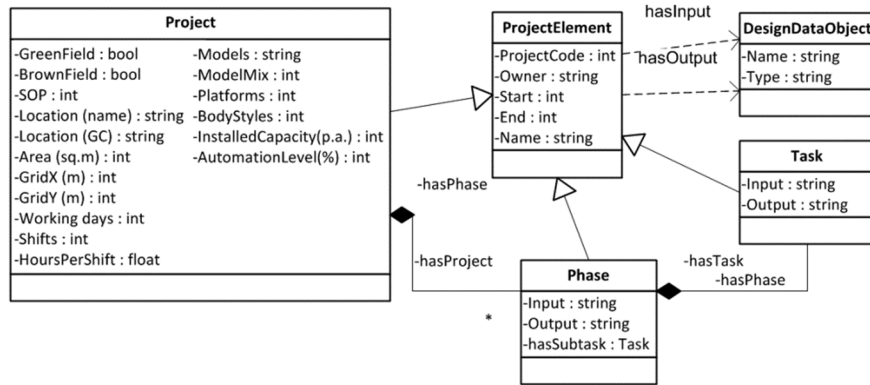 Project
-GreenField : bool
-BrownField : bool
-SOP : int
-Location (name) : string
-Location (GC) : string
-Area (sq.m) : int
-GridX (m) : int
-GridY (m) : int
-Working days : int
-Shifts : int
-HoursPerShift : float
-Models : string
-ModelMix : int
-Platforms : int
-BodyStyles : int
-InstalledCapacity(p.a.) : int
-AutomationLevel(%) : int
ProjectElement
-ProjectCode : int
-Owner : string
-Start : int
-End : int
-Name : string
hasInput
hasOutput
DesignDataObject
-Name : string
-Type : string
Task
-Input : string
-Output : string
-hasPhase
-hasProject
*
Phase
-Input : string
-Output : string
-hasSubtask : Task
-hasTask
-hasPhase